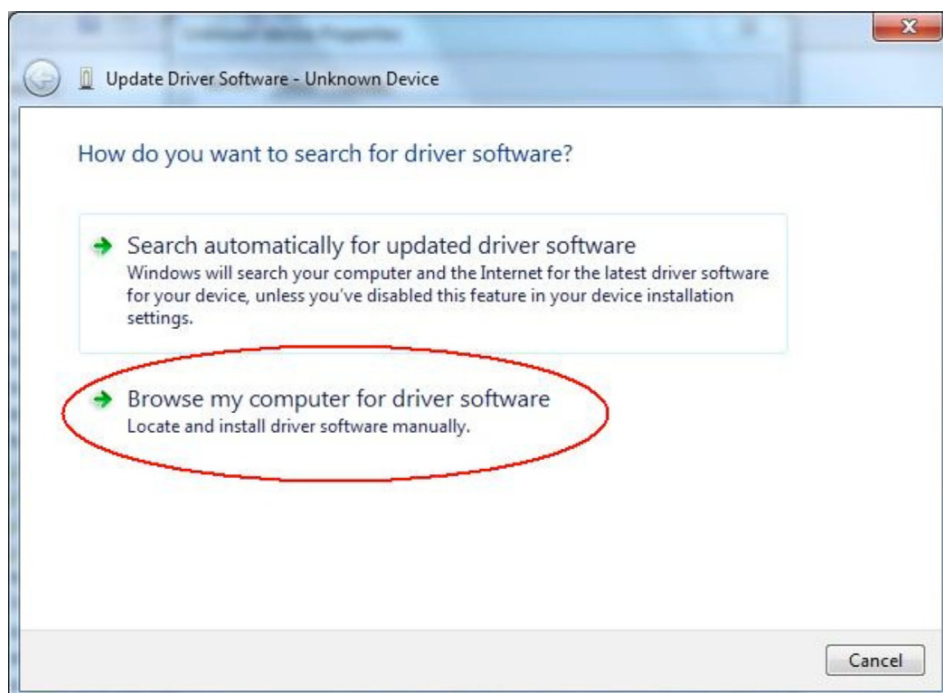 Update Driver Software - Unknown Device
How do you want to search for driver software?
Search automatically for updated driver software
Windows will search your computer and the Internet for the latest driver software
for your device, unless you've disabled this feature in your device installation
settings.
Browse my computer for driver software
Locate and install driver software manually.
Cancel